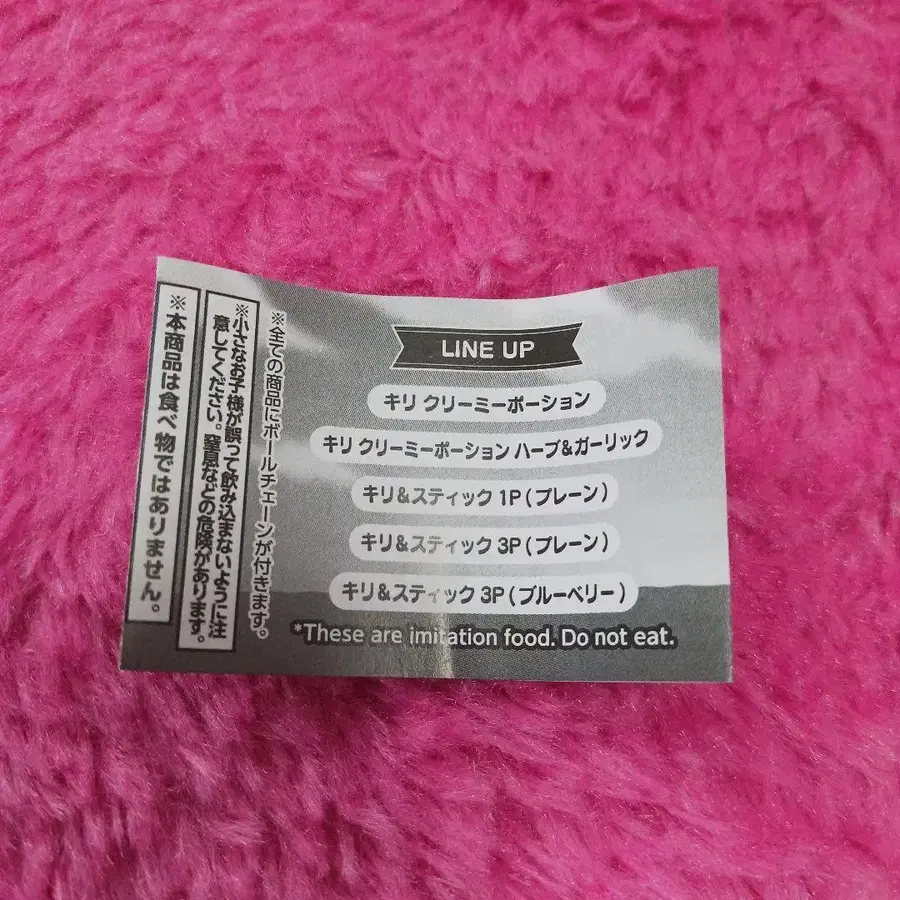 LINE UP
キリ クリーミーポーション
キリ クリーミーポーション ハーブ&ガーリック
キリ&スティック 1P(プレーン)
キリ&スティック 3P(プレーン)
キリ&スティック 3P(ブルーベリー)
*These are imitation food. Do not eat.
※全ての商品にボールチェーンが付きます。
※小さなお子様が誤って飲み込まないように注
意してください。窒息などの危険があります。
※本商品は食べ物ではありません。